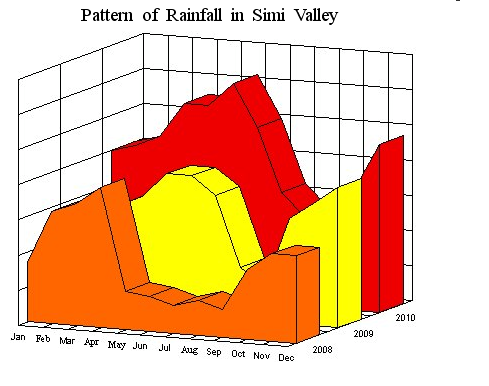 Pattern of Rainfall in Simi Valley
2010
2009
2008
Jan Feb Mar Apr May Jun Jul Aug Sep Oct Nov Dec